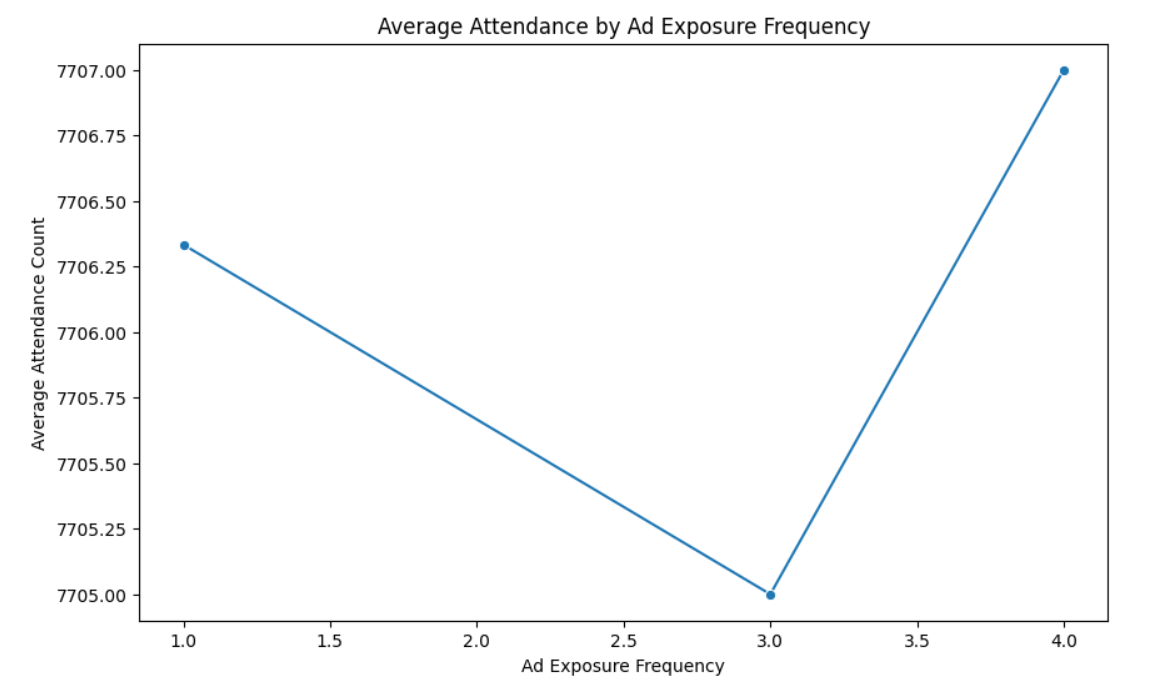 Average Attendance by Ad Exposure Frequency
7707.00
7706.75
7706.50
7706.25
7706.00
7705.75
7705.50
7705.25
7705.00
Average Attendance Count
1.0 1.5 2.0 2.5 3.0 3.5 4.0
Ad Exposure Frequency